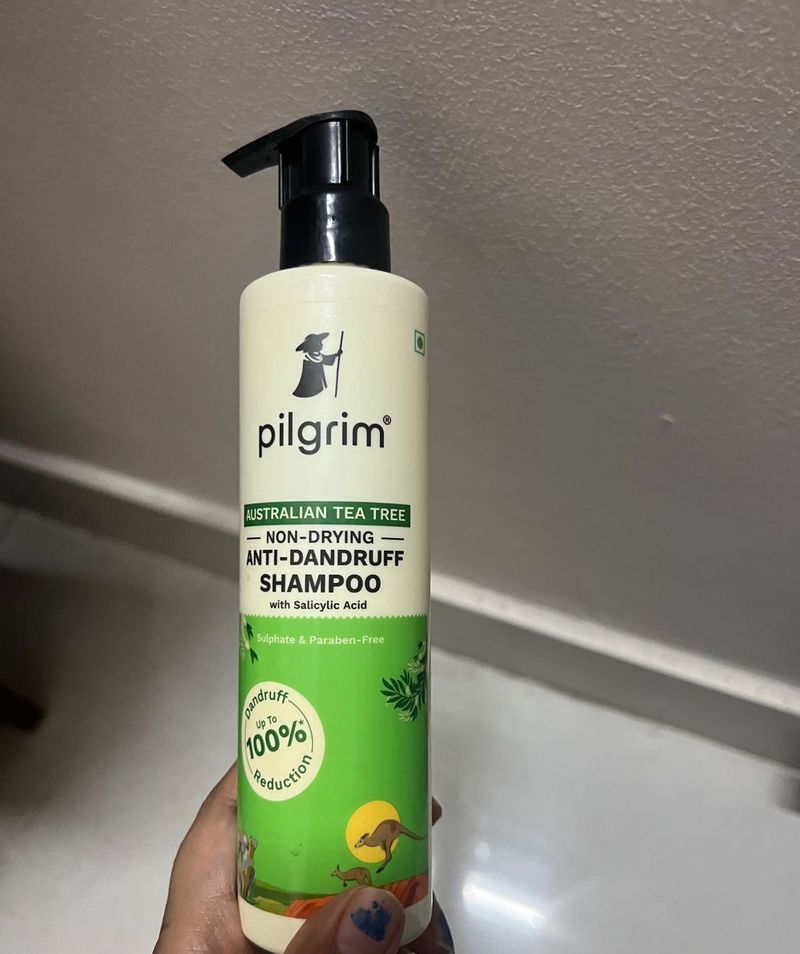 pilgrim®
AUSTRALIAN TEA TREE
NON-DRYING
ANTI-DANDRUFF
SHAMPOO
with Salicylic Acid
Sulphate & Paraben-Free
Dandruff
Up To
100%*
Reduction